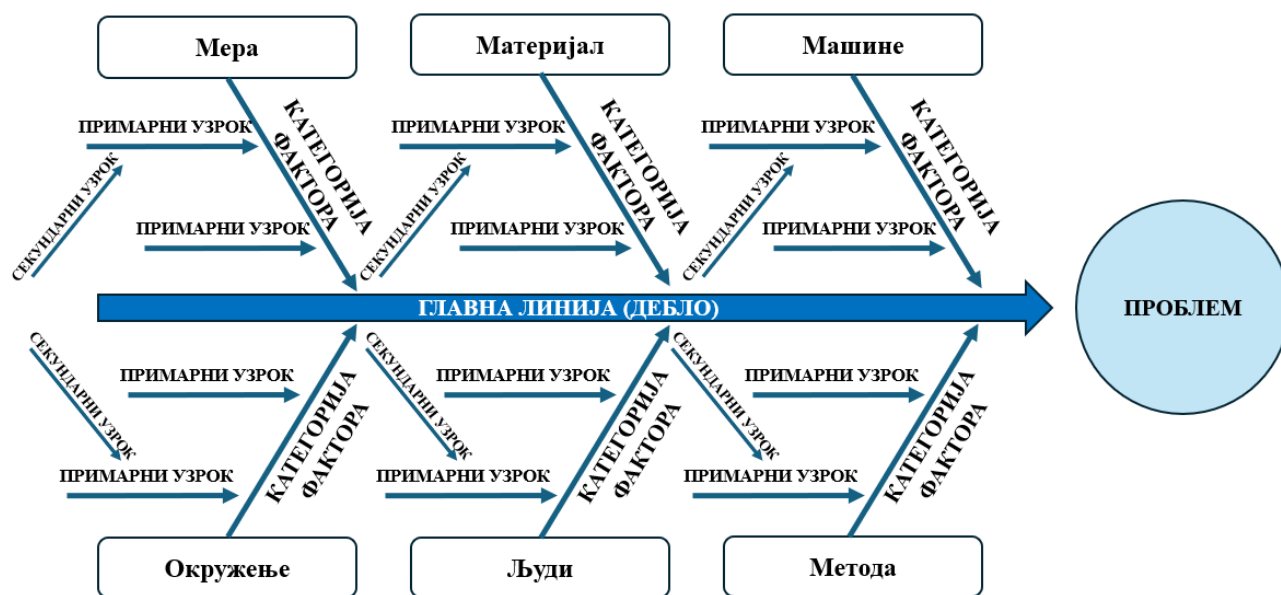 Мера
Материјал
Машине
ПРИМАРНИ УЗРОК
СЕКУНДАРНИ УЗРОК
ПРИМАРНИ УЗРОК
КАТЕГОРИЈА
ФАКТОРА
ПРИМАРНИ УЗРОК
СЕКУНДАРНИ УЗРОК
ПРИМАРНИ УЗРОК
КАТЕГОРИЈА
ФАКТОРА
ПРИМАРНИ УЗРОК
СЕКУНДАРНИ УЗРОК
ПРИМАРНИ УЗРОК
КАТЕГОРИЈА
ФАКТОРА
ГЛАВНА ЛИНИЈА (ДЕБЛО)
ПРОБЛЕМ
СЕКУНДАРНИ УЗРОК
ПРИМАРНИ УЗРОК
ПРИМАРНИ УЗРОК
КАТЕГОРИЈА
ФАКТОРА
СЕКУНДАРНИ УЗРОК
ПРИМАРНИ УЗРОК
ПРИМАРНИ УЗРОК
КАТЕГОРИЈА
ФАКТОРА
СЕКУНДАРНИ УЗРОК
ПРИМАРНИ УЗРОК
ПРИМАРНИ УЗРОК
КАТЕГОРИЈА
ФАКТОРА
Окружење
Људи
Метода